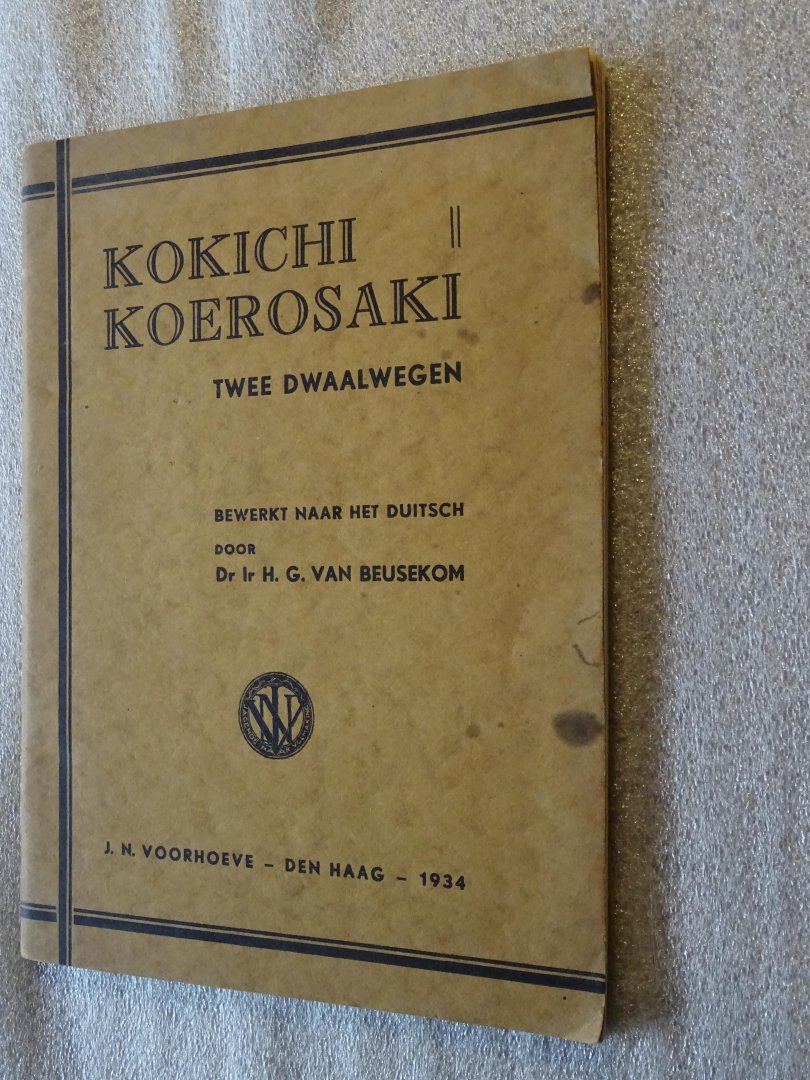 KOKICHI
KOEROSAKI
TWEE DWAALWEGEN
BEWERKT NAAR HET DUITSCH
DOOR
Dr Ir H. G. VAN BEUSEKOM
J. N. VOORHOEVE – DEN HAAG – 1934